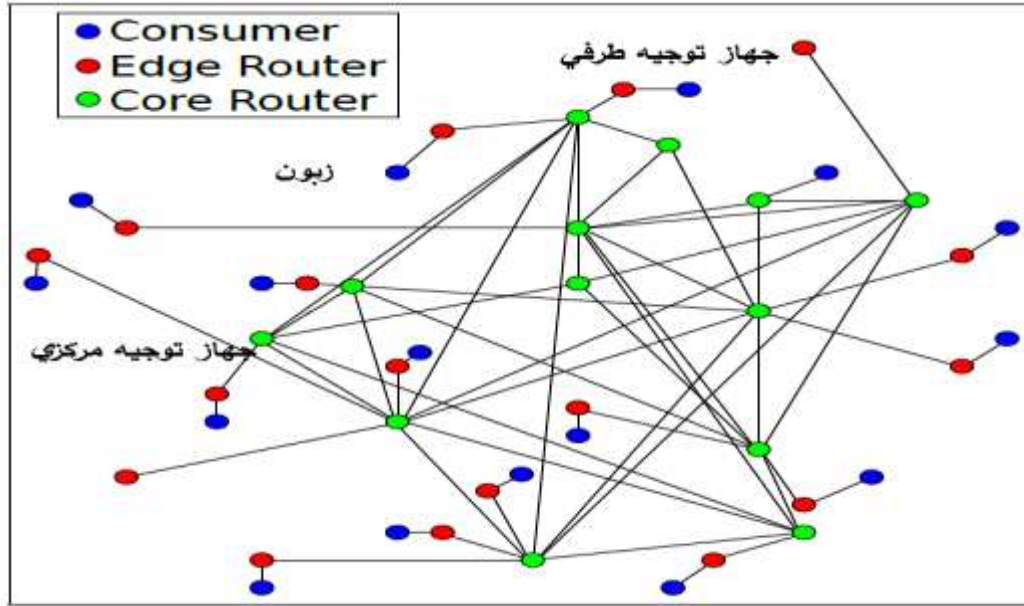 Consumer
Edge Router
Core Router
جهاز توجيه طرفي
زبون
جهاز توجيه مركزي